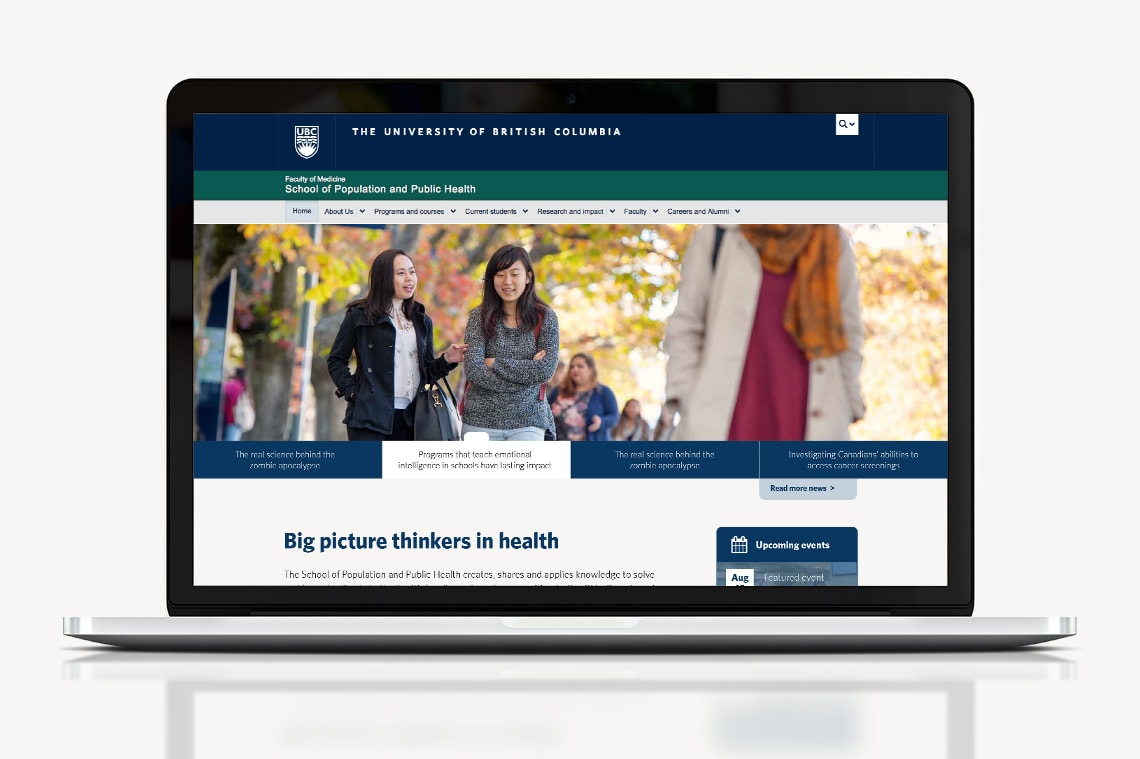 UBC
THE UNIVERSITY OF BRITISH COLUMBIA
Faculty of Medicine
School of Population and Public Health
Home
About Us
Programs and courses
Current students
Research and impact
Faculty
Careers and Alumni
The real science behind the
zombie apocalypse
Programs that teach emotional
intelligence in schools have lasting impact
The real science behind the
zombie apocalypse
Investigating Canadians' abilities to
access cancer screenings
Read more news >
Big picture thinkers in health
Upcoming events
The School of Population and Public Health creates, shares and applies knowledge to solve
Aug
Featured event